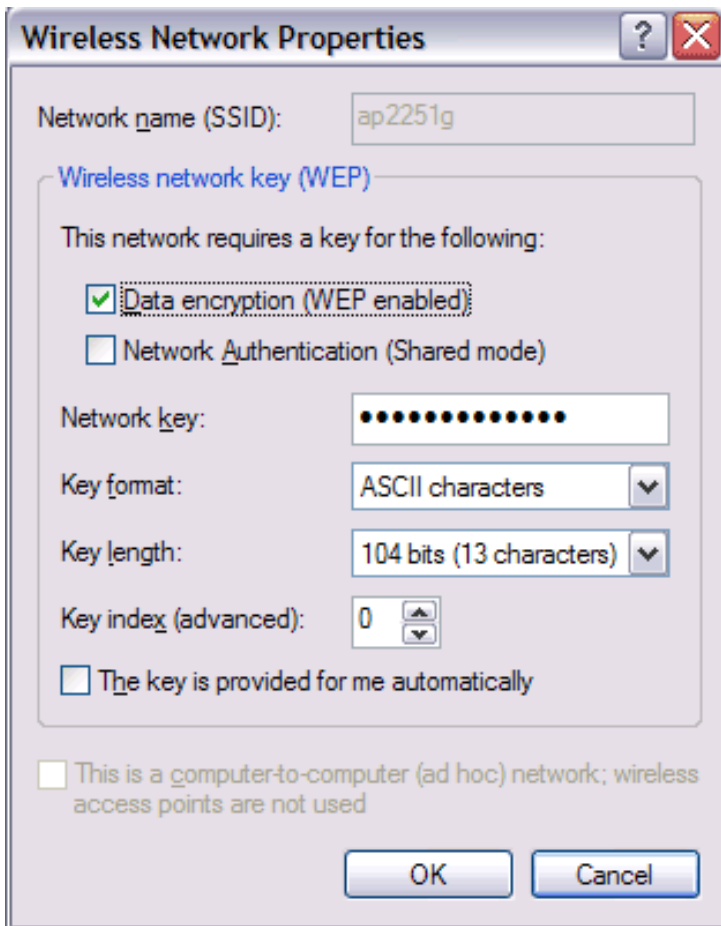 Wireless Network Properties
?
Network name (SSID): ap2251g
Wireless network key (WEP)
This network requires a key for the following:
Data encryption (WEP enabled)
Network Authentication (Shared mode)
Network key: •••••••••••••
Key format: ASCII characters
Key length: 104 bits (13 characters)
Key index (advanced): 0
The key is provided for me automatically
This is a computer-to-computer (ad hoc) network; wireless
access points are not used
OK Cancel